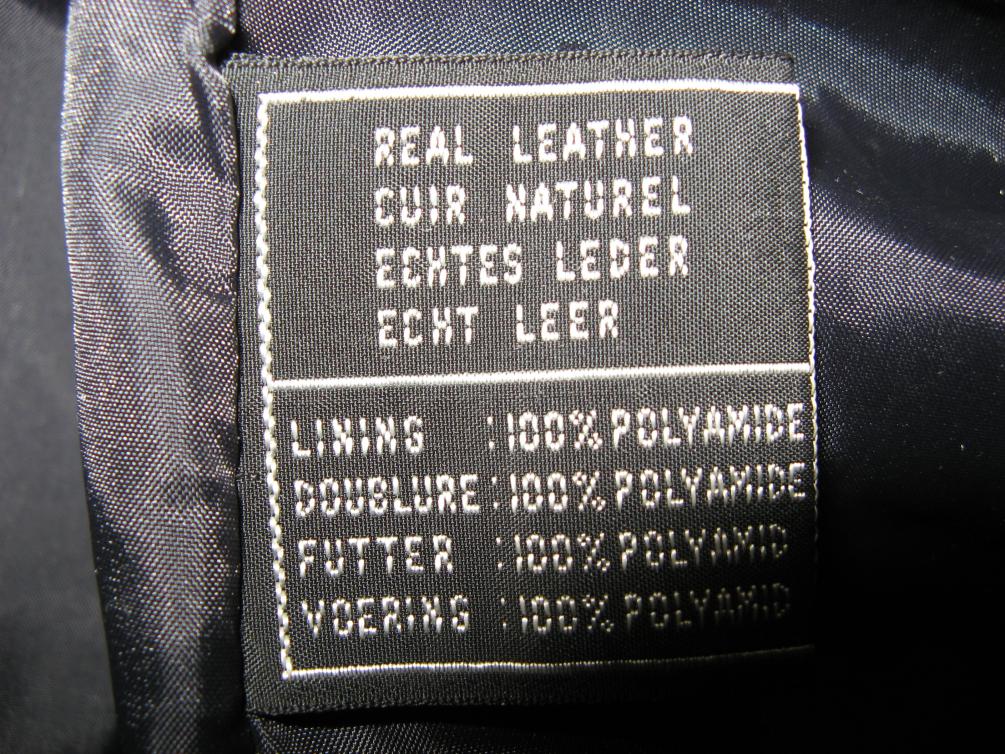 REAL LEATHER
CUIR NATUREL
ECHTES LEDER
ECHT LEER
LINING :100% POLYAMIDE
DOUBLURE:100% POLYAMIDE
FUTTER :100% POLYAMID
VOERING :100% POLYAMID